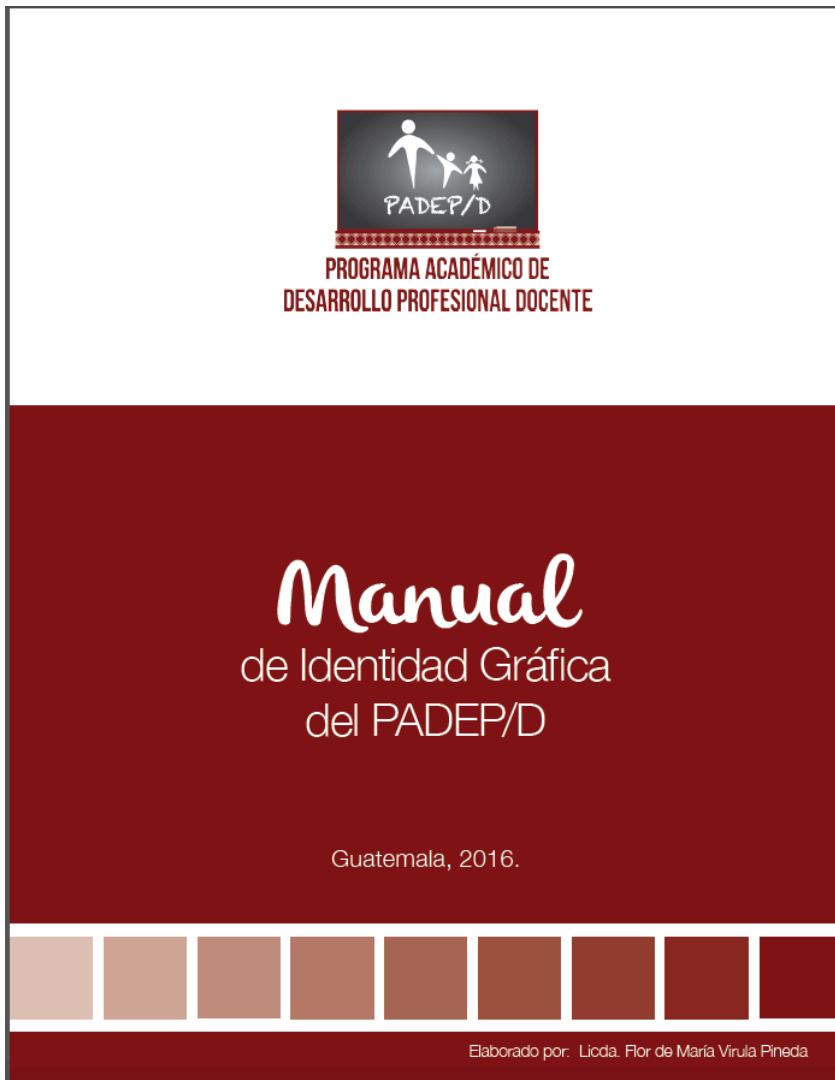 PADEP/D
PROGRAMA ACADÉMICO DE
DESARROLLO PROFESIONAL DOCENTE
Manual
de Identidad Gráfica
del PADEP/D
Guatemala, 2016.
Elaborado por: Licda. Flor de María Virula Pineda